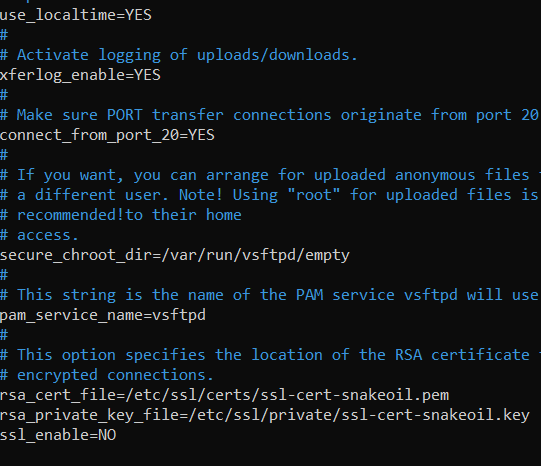 use_localtime=YES
#
# Activate logging of uploads/downloads.
xferlog_enable=YES
#
# Make sure PORT transfer connections originate from port 20
connect_from_port_20=YES
#
# If you want, you can arrange for uploaded anonymous files
# a different user. Note! Using "root" for uploaded files is
# recommended!to their home
# access.
secure_chroot_dir=/var/run/vsftpd/empty
#
# This string is the name of the PAM service vsftpd will use
pam_service_name=vsftpd
#
# This option specifies the location of the RSA certificate
# encrypted connections.
rsa_cert_file=/etc/ssl/certs/ssl-cert-snakeoil.pem
rsa_private_key_file=/etc/ssl/private/ssl-cert-snakeoil.key
ssl_enable=NO